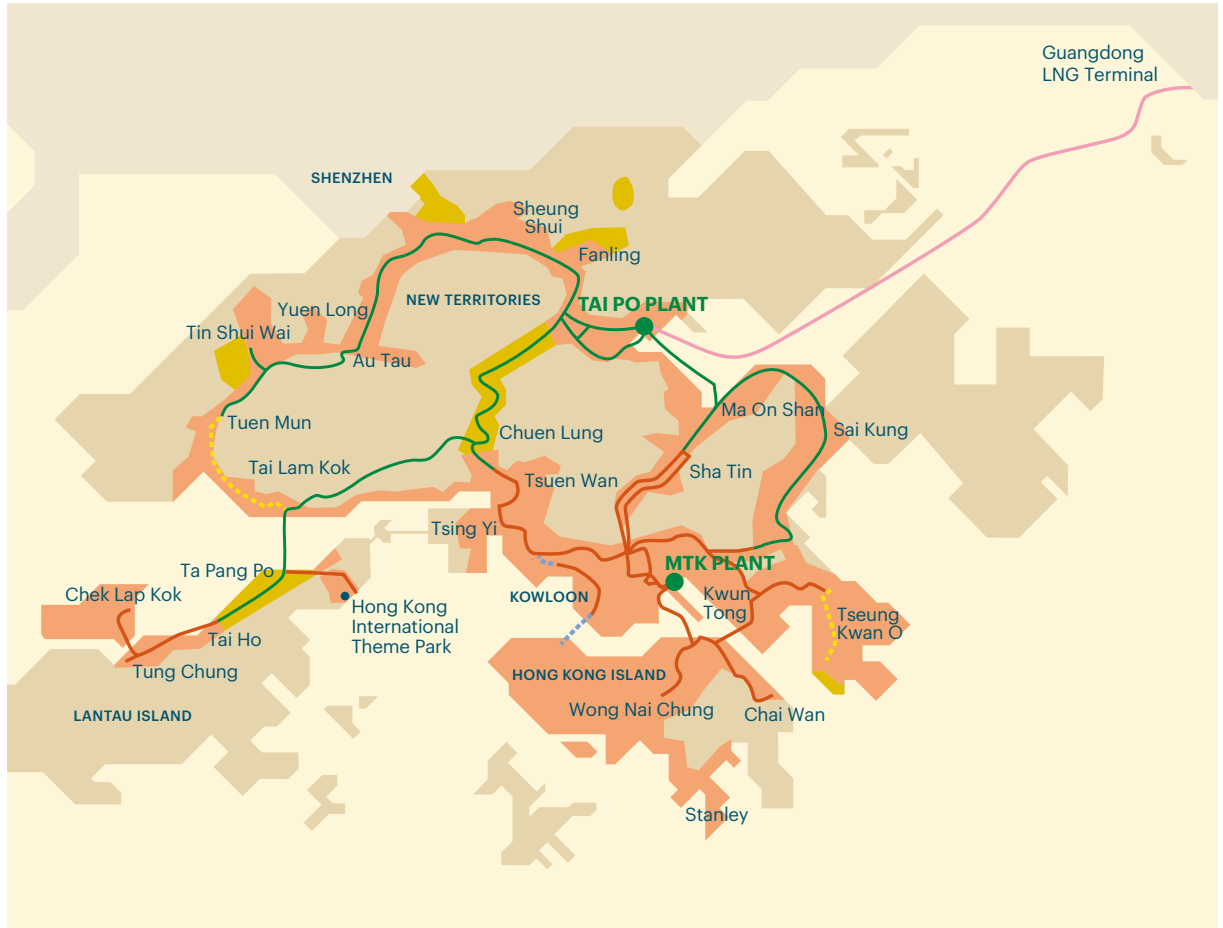 Guangdong
LNG Terminal
SHENZHEN
Sheung
Shui
Fanling
NEW TERRITORIES
TAI PO PLANT
Yuen Long
Tin Shui Wai
Au Tau
Ma On Shan
Sai Kung
Tuen Mun
Chuen Lung
Tai Lam Kok
Tsuen Wan
Sha Tin
Tsing Yi
MTK PLANT
Ta Pang Po
Chek Lap Kok
KOWLOON
Kwun
Tong
Hong Kong
International
Theme Park
Tseung
Kwan O
Tai Ho
Tung Chung
HONG KONG ISLAND
LANTAU ISLAND
Wong Nai Chung
Chai Wan
Stanley